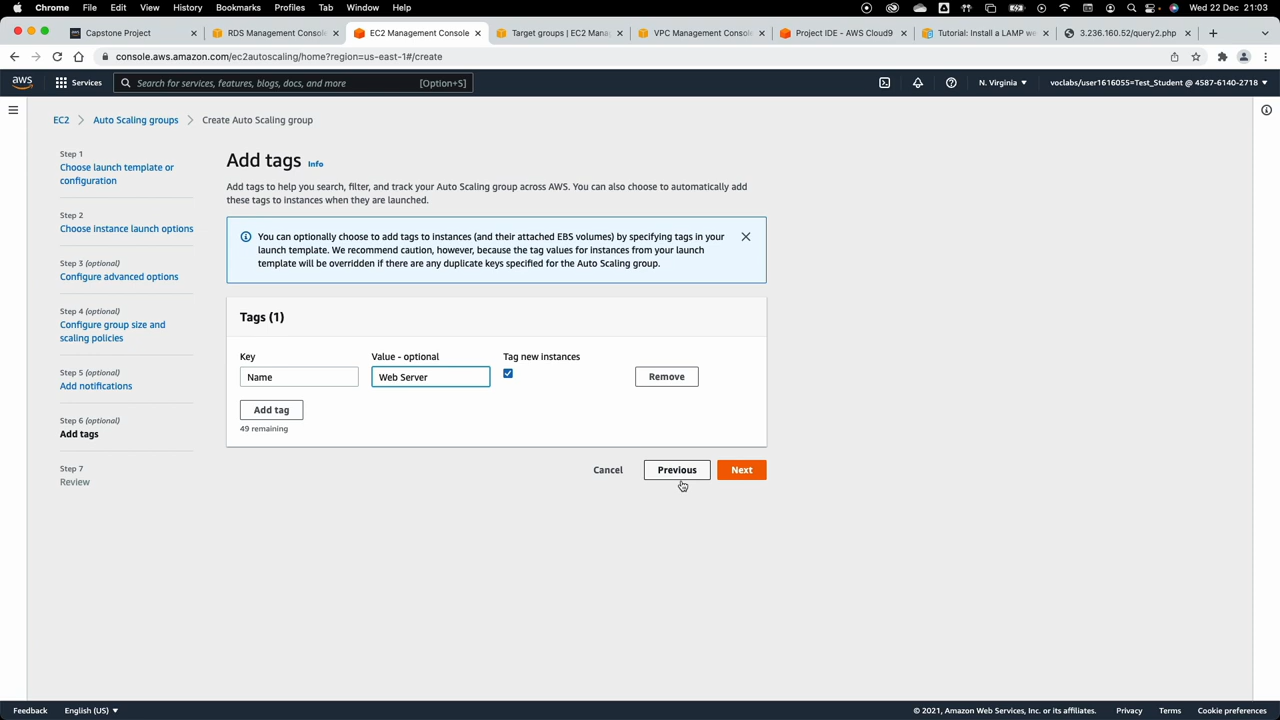 Chrome File Edit View History Bookmarks Profiles Tab Window Help Wed 22 Dec 21:03
Capstone Project RDS Management Consol EC2 Management Console Target groups | EC2 Mana VPC Management Consol Project IDE - AWS Cloud9 Tutorial: Install a LAMP we 3.236.160.52/query2.php
console.aws.amazon.com/ec2autoscaling/home?region=us-east-1#/create
aws Services Search for services, features, blogs, docs, and more [Option+S] N. Virginia voclabs/user1616055=Test_Student @ 4587-6140-2718
EC2 Auto Scaling groups Create Auto Scaling group
Step 1
Choose launch template or
configuration
Step 2
Choose instance launch options
Step 3 (optional)
Configure advanced options
Step 4 (optional)
Configure group size and
scaling policies
Step 5 (optional)
Add notifications
Step 6 (optional)
Add tags
Step 7
Review
Add tags Info
Add tags to help you search, filter, and track your Auto Scaling group across AWS. You can also choose to automatically add
these tags to instances when they are launched.
You can optionally choose to add tags to instances (and their attached EBS volumes) by specifying tags in your
launch template. We recommend caution, however, because the tag values for instances from your launch
template will be overridden if there are any duplicate keys specified for the Auto Scaling group.
Tags (1)
Key Value - optional Tag new instances
Name Web Server Remove
Add tag
49 remaining
Cancel Previous Next
Feedback English (US) © 2021, Amazon Web Services, Inc. or its affiliates. Privacy Terms Cookie preferences